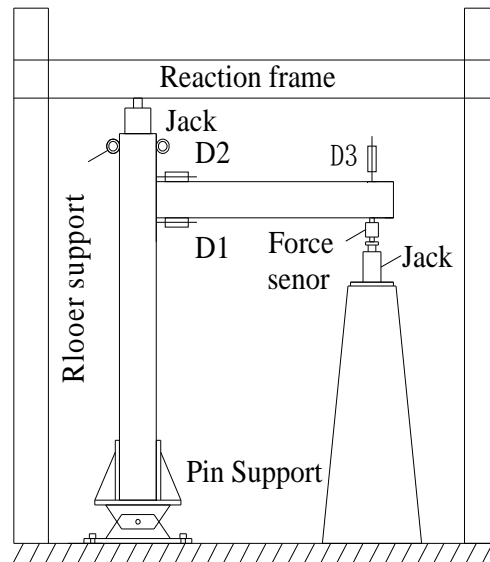 Reaction frame
Jack
D2
D3
D1
Force
senor
Jack
Rlooer support
Pin Support